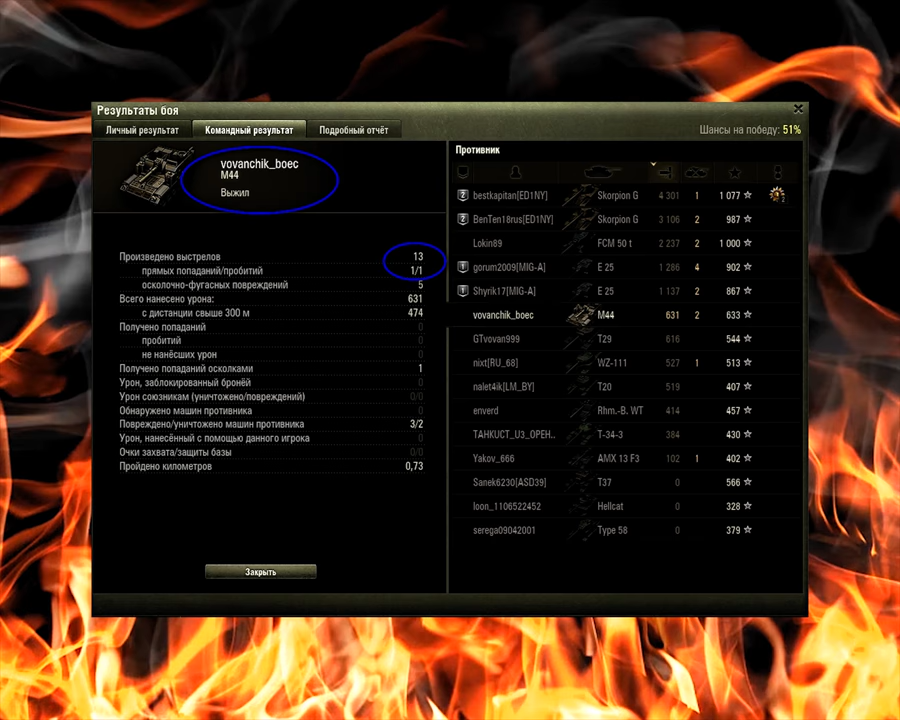 Результаты боя
Личный результат Командный результат Подробный отчёт Шансы на победу: 51%
vovanchik_boec
M44
Выжил
Произведено выстрелов 13
прямых попаданий/пробитий 1/1
осколочно-фугасных повреждений 5
Всего нанесено урона: 631
с дистанции свыше 300 м 474
Получено попаданий 0
пробитий 0
не нанёсших урон 0
Получено попаданий осколками 1
Урон, заблокированный бронёй 0
Урон союзникам (уничтожено/повреждений) 0/0
Обнаружено машин противника 0
Повреждено/уничтожено машин противника 3/2
Урон, нанесённый с помощью данного игрока 0
Очки захвата/защиты базы 0/0
Пройдено километров 0,73
Закрыть
Противник
2 bestkapitan[ED1NY] Skorpion G 4 301 1 1 077
2 BenTen18rus[ED1NY] Skorpion G 3 106 2 987
Lokin89 FCM 50 t 2 237 2 1 000
1 gorum2009[MIG-A] E 25 1 286 4 902
1 Shyrik17[MIG-A] E 25 1 137 2 867
vovanchik_boec M44 631 2 633
GTvovan999 T29 616 544
nixt[RU_68] WZ-111 527 1 513
nalet4ik[LM_BY] T20 519 407
enverd Rhm.-B. WT 414 457
TAHKUCT_U3_OPEH.. T-34-3 384 430
Yakov_666 AMX 13 F3 102 1 402
Sanek6230[ASD39] T37 0 566
loon_1106522452 Hellcat 0 328
serega09042001 Type 58 0 379